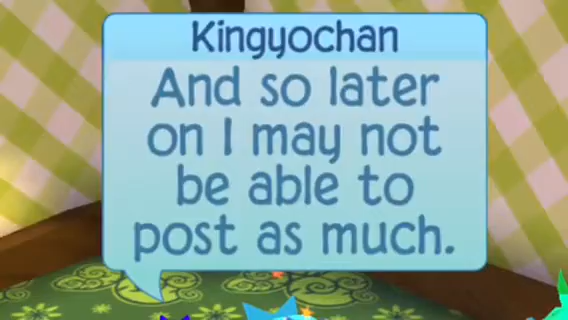 Kingyochan
And so later
on I may not
be able to
post as much.